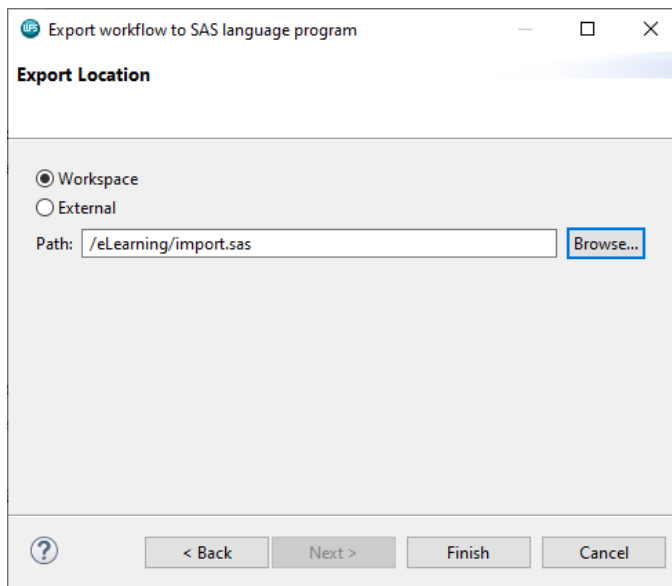 WPS Export workflow to SAS language program
Export Location
Workspace
External
Path: /eLearning/import.sas Browse...
? < Back Next > Finish Cancel